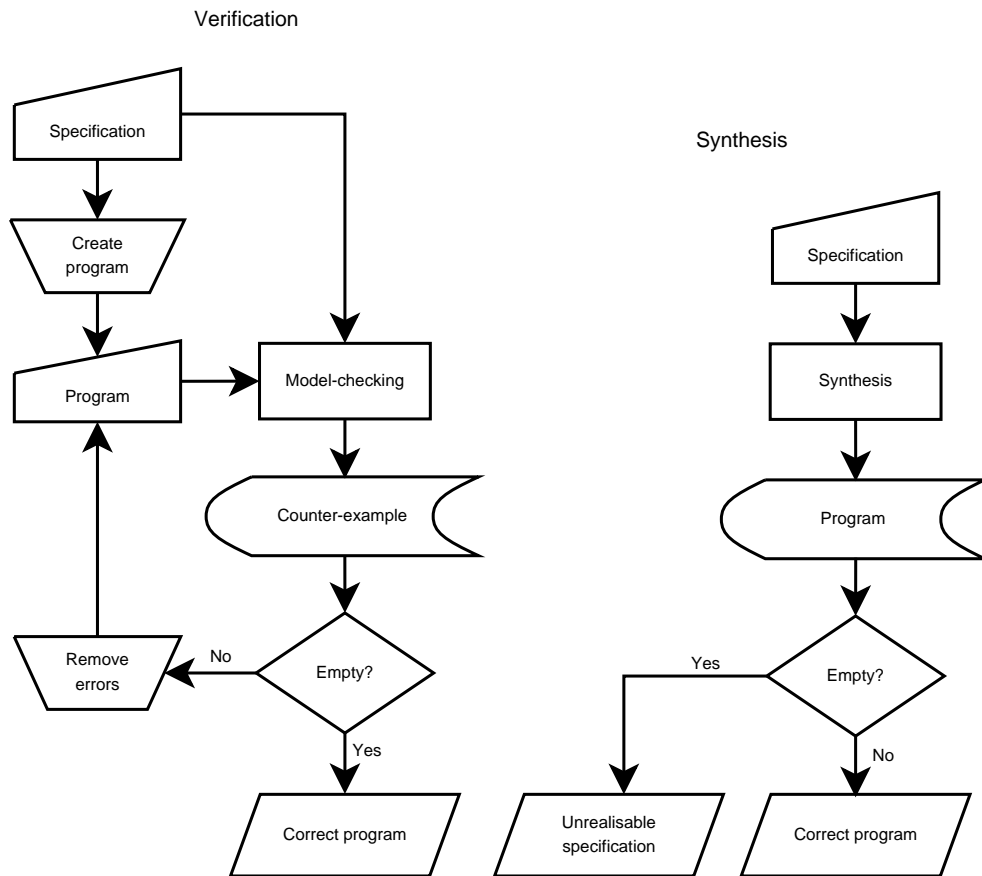 Verification
Specification
Create
program
Program
Model-checking
Counter-example
Empty?
No
Remove
errors
Yes
Correct program
Synthesis
Specification
Synthesis
Program
Empty?
Yes
No
Unrealisable
specification
Correct program